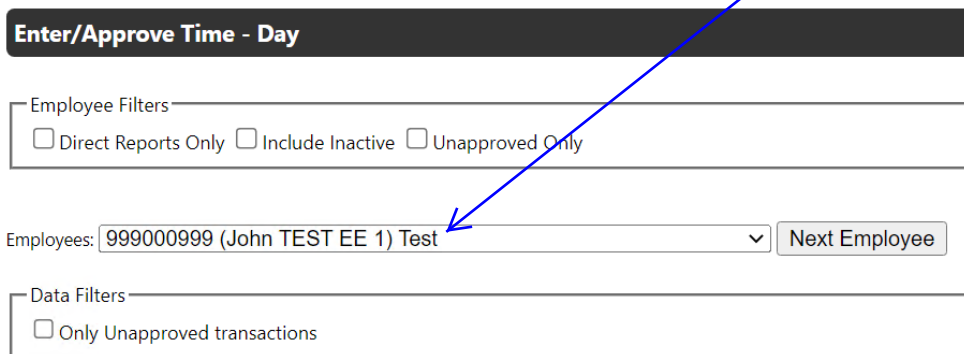 Enter/Approve Time - Day
Employee Filters
Direct Reports Only Include Inactive Unapproved Only
Employees: 999000999 (John TEST EE 1) Test Next Employee
Data Filters
Only Unapproved transactions